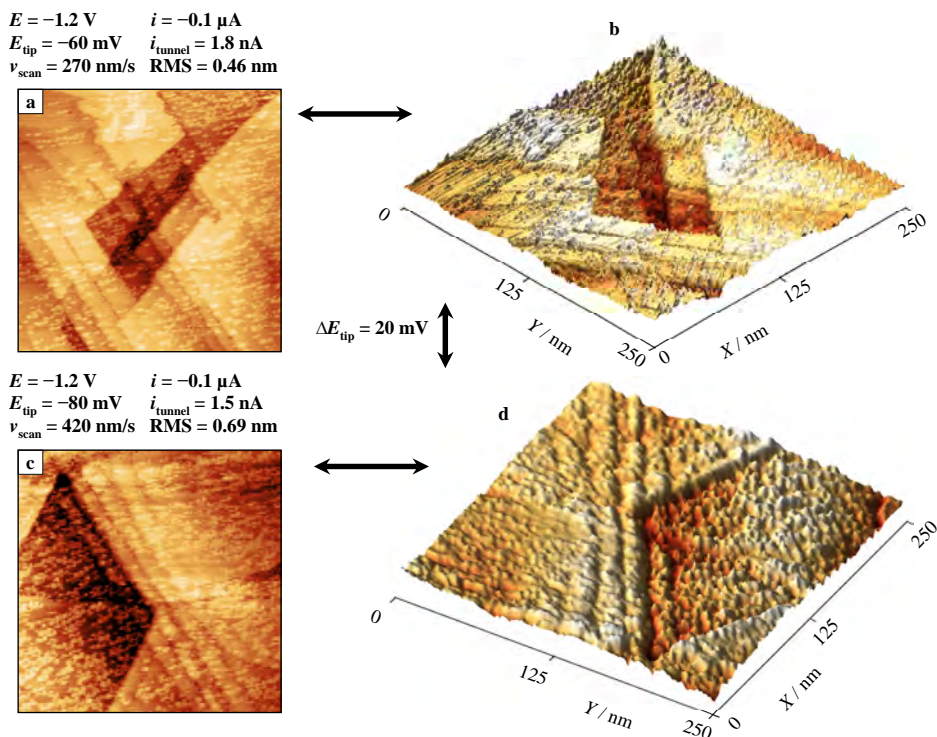 E = −1.2 V i = −0.1 µA
E_tip = −60 mV i_tunnel = 1.8 nA
v_scan = 270 nm/s RMS = 0.46 nm
a
b
0
125
Y / nm
250
0
X / nm
125
250
ΔE_tip = 20 mV
E = −1.2 V i = −0.1 µA
E_tip = −80 mV i_tunnel = 1.5 nA
v_scan = 420 nm/s RMS = 0.69 nm
c
d
0
125
Y / nm
250
0
X / nm
125
250